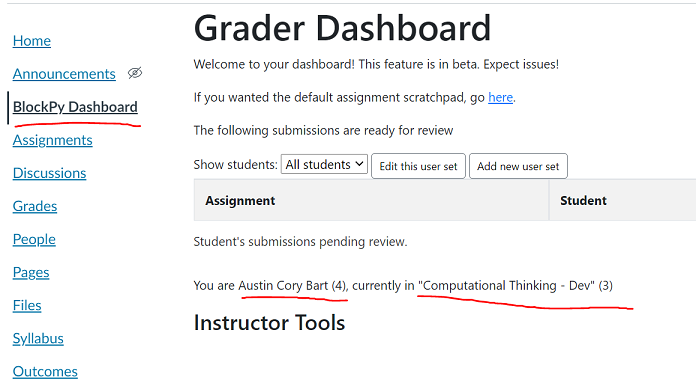 Grader Dashboard
Home
Welcome to your dashboard! This feature is in beta. Expect issues!
Announcements
If you wanted the default assignment scratchpad, go here.
BlockPy Dashboard
The following submissions are ready for review
Assignments
Show students: All students Edit this user set Add new user set
Discussions
Assignment Student
Grades
People
Student's submissions pending review.
Pages
You are Austin Cory Bart (4), currently in "Computational Thinking - Dev" (3)
Files
Instructor Tools
Syllabus
Outcomes